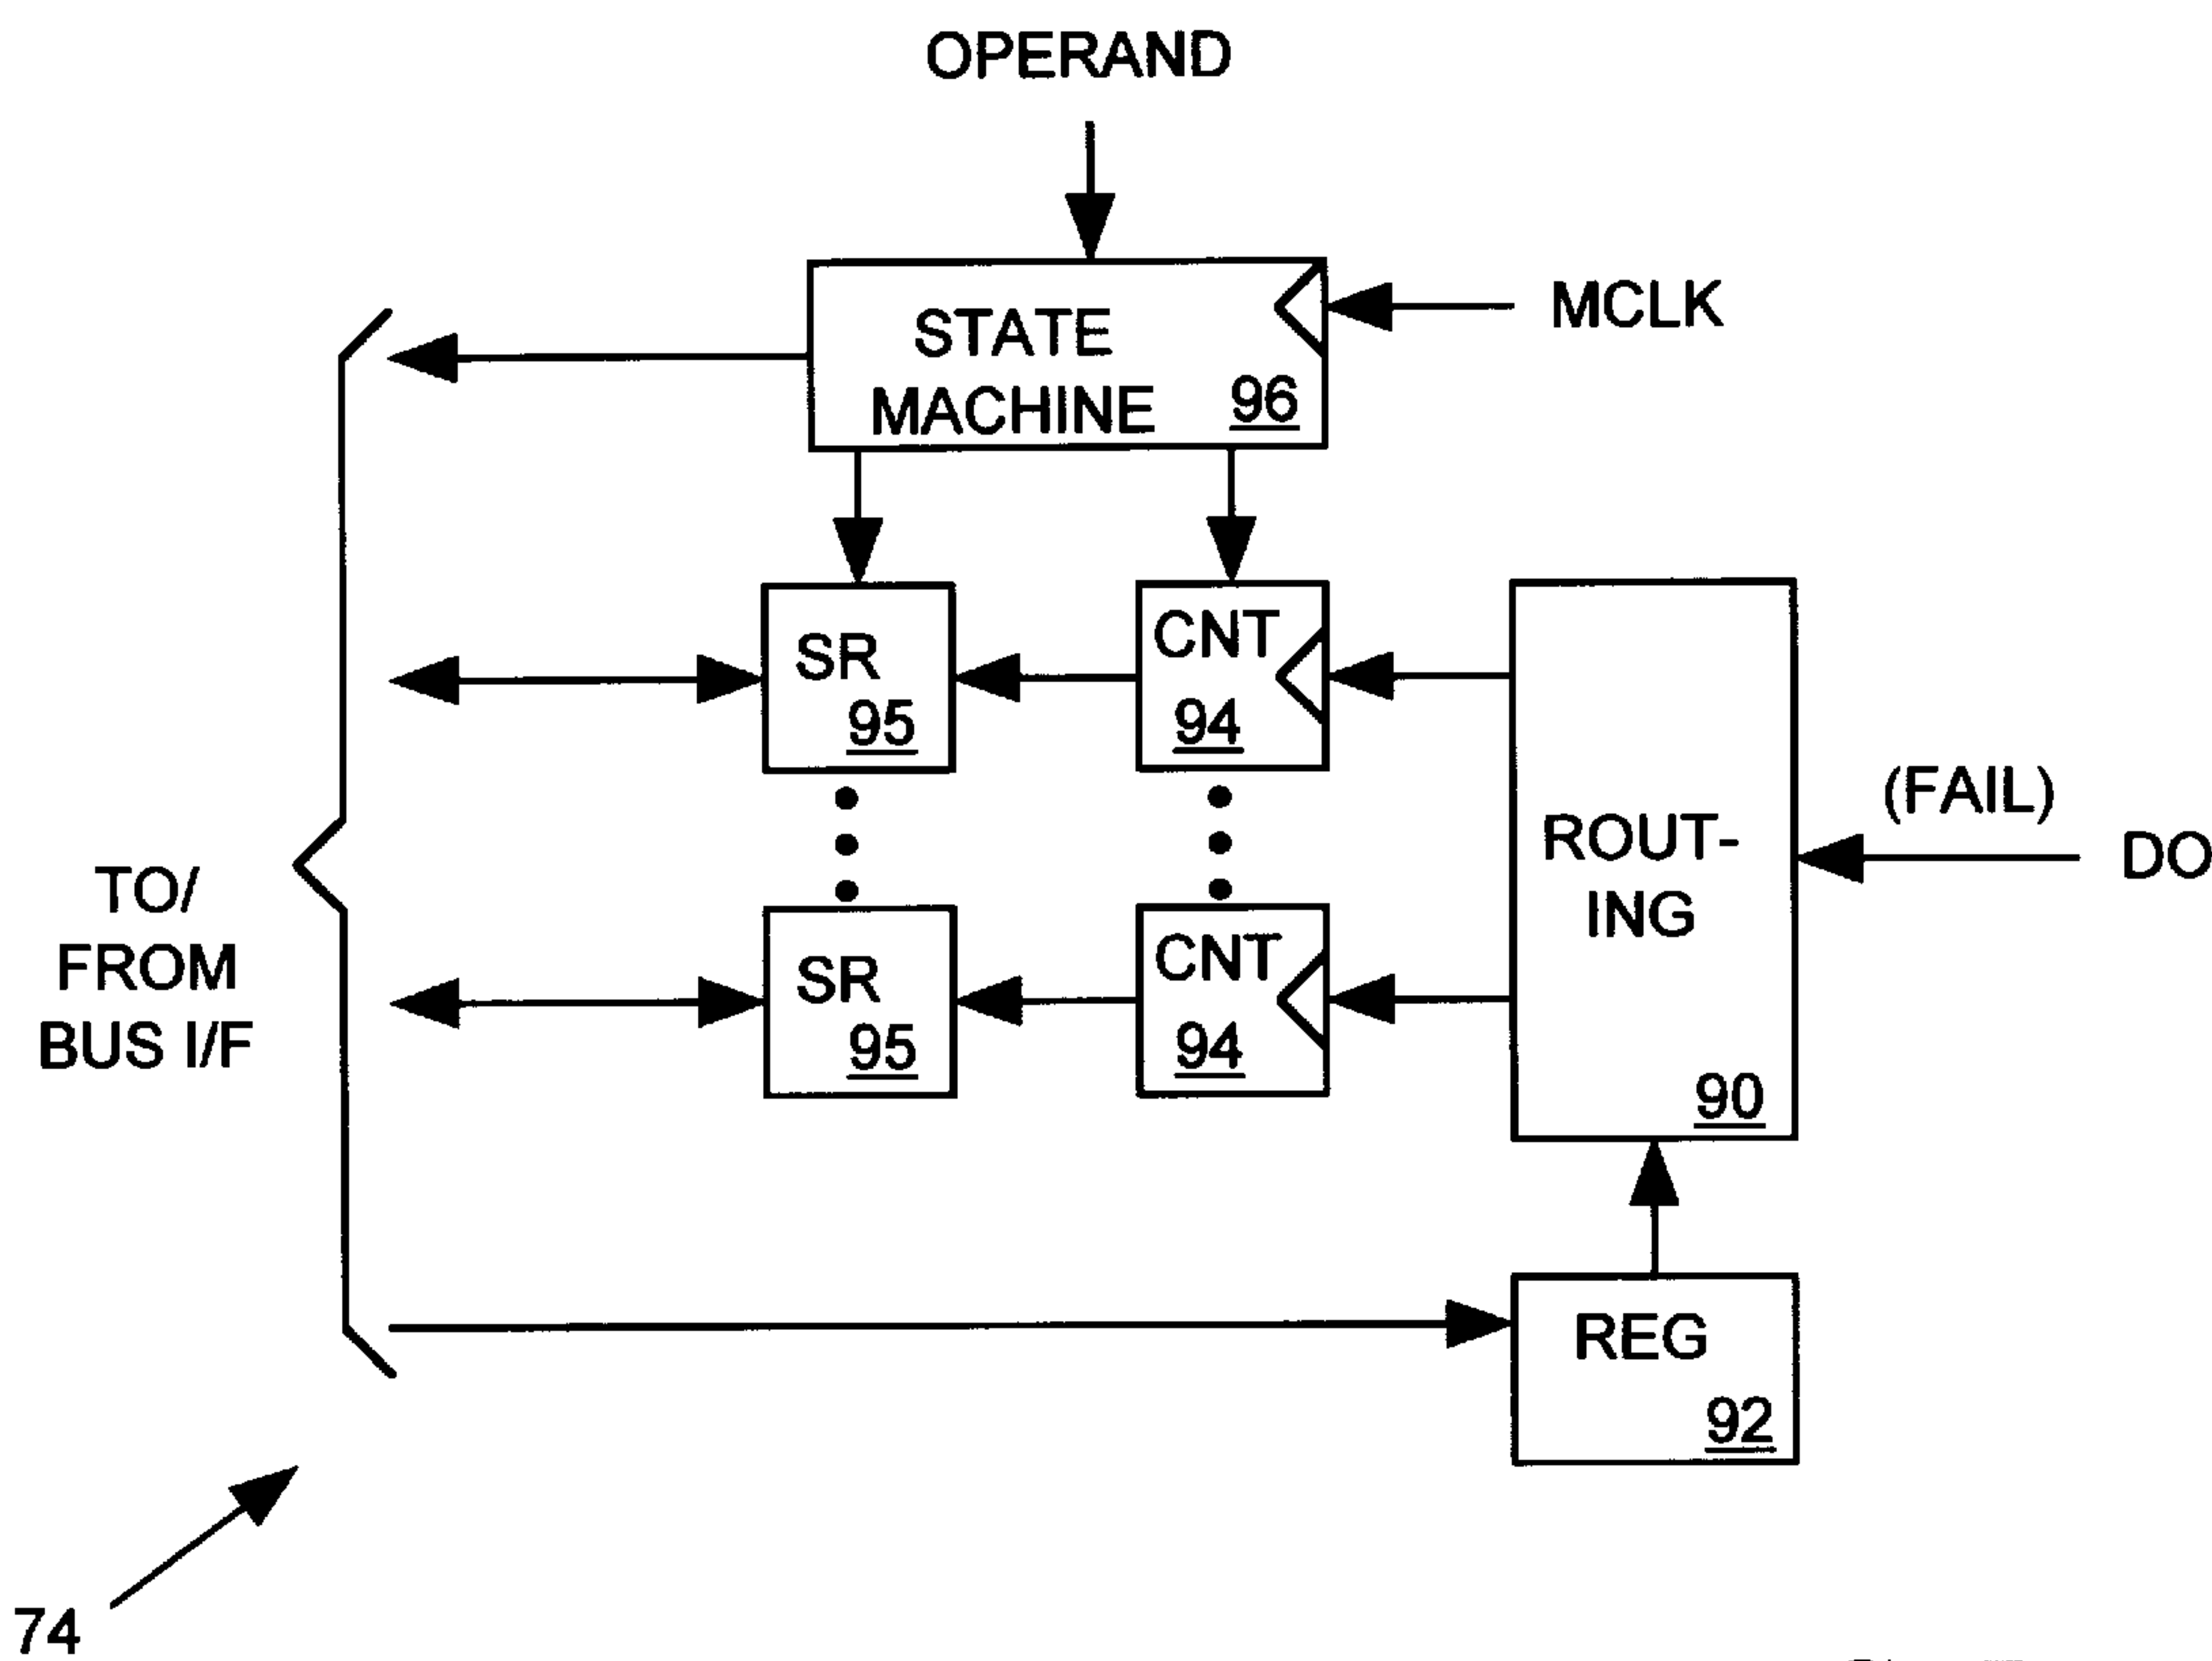 OPERAND
MCLK
STATE
MACHINE
96
SR
95
CNT
94
(FAIL)
DO
ROUT-
ING
90
TO/
FROM
BUS I/F
SR
95
CNT
94
REG
92
74